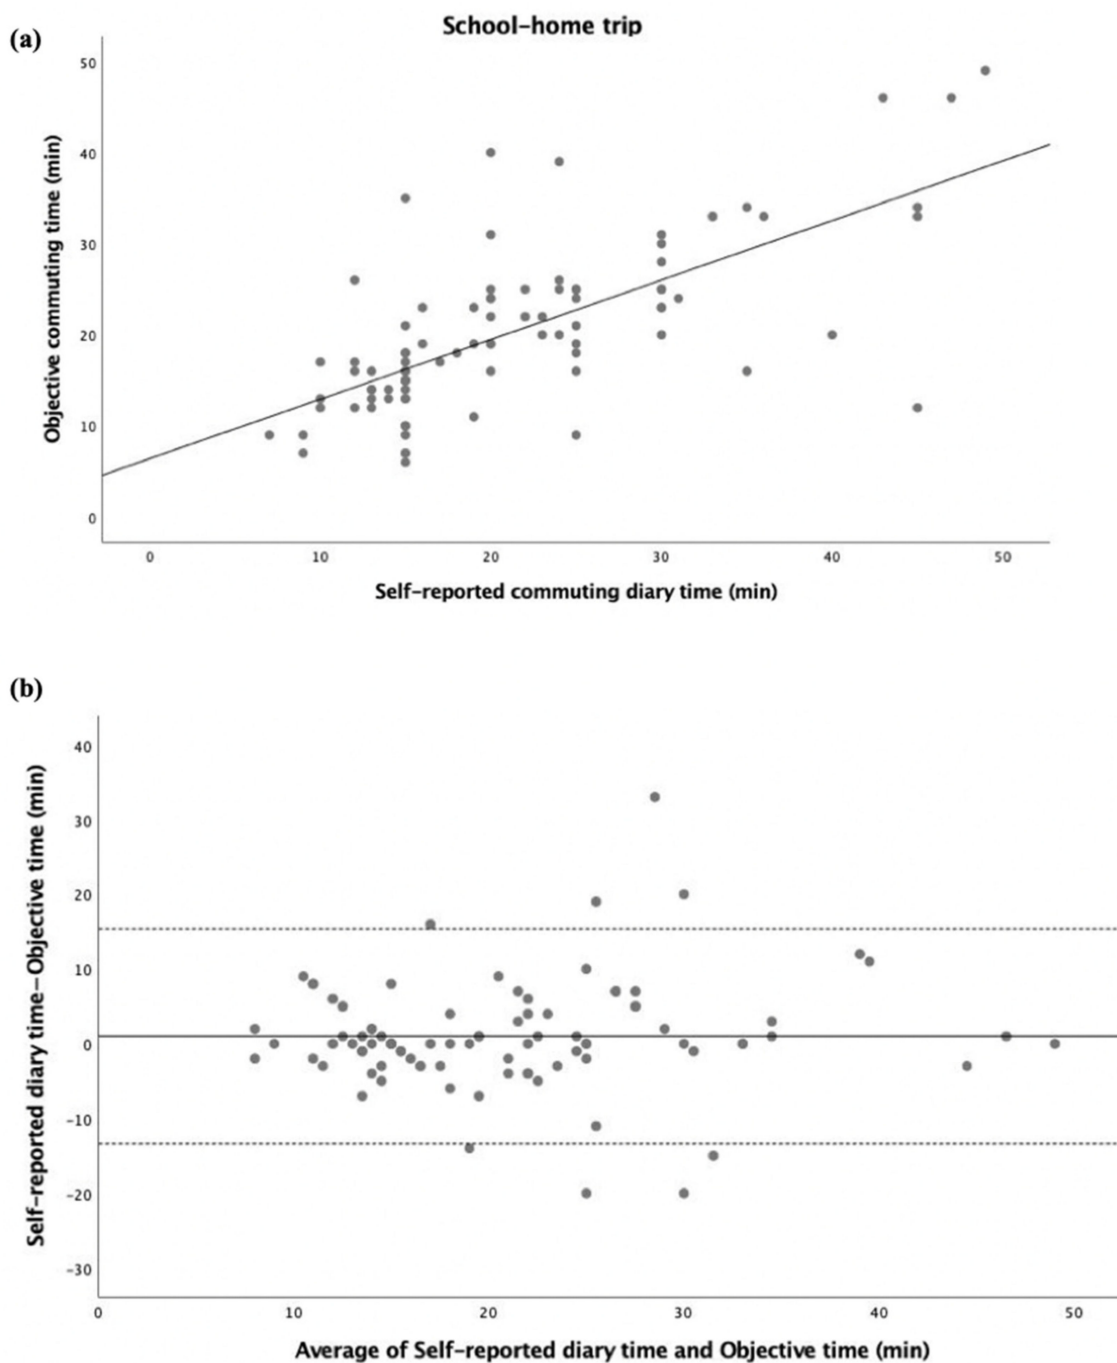 (a)
School-home trip
Objective commuting time (min)
50
40
30
20
10
0
0 10 20 30 40 50
Self-reported commuting diary time (min)
(b)
Self-reported diary time-Objective time (min)
40
30
20
10
0
-10
-20
-30
0 10 20 30 40 50
Average of Self-reported diary time and Objective time (min)